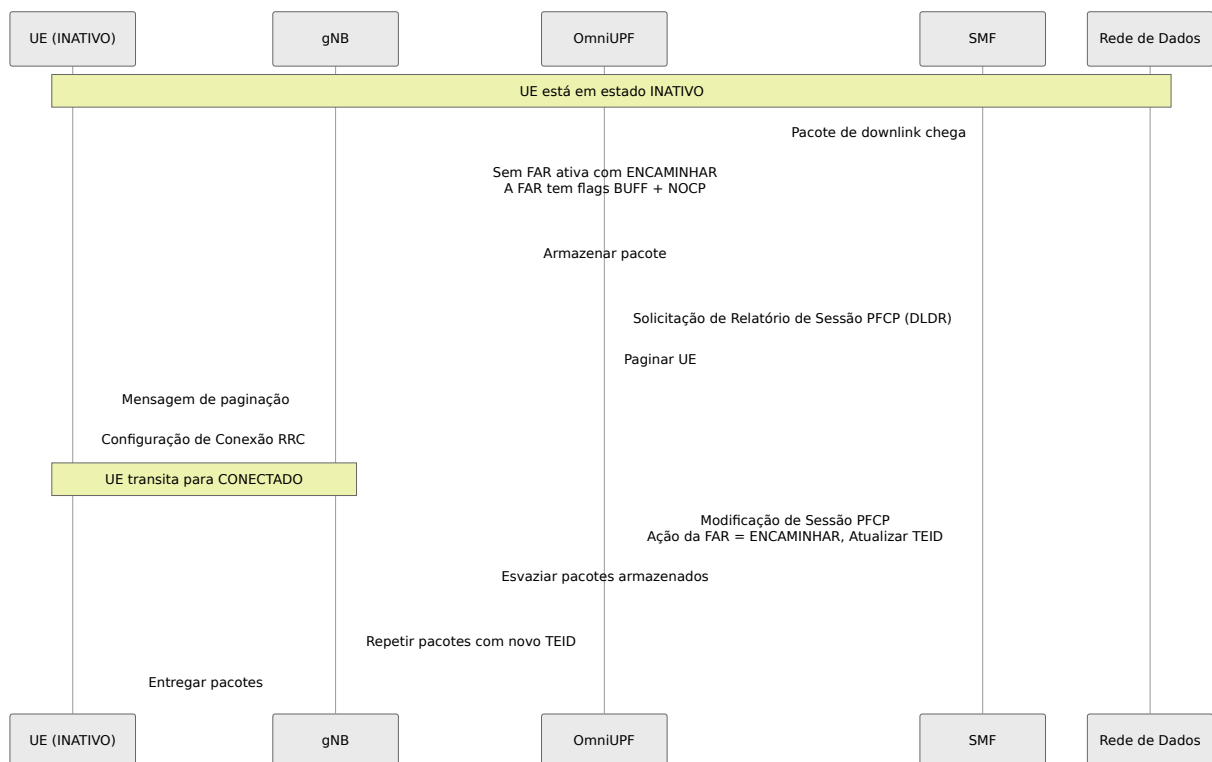 UE (INATIVO)
gNB
OmniUPF
SMF
Rede de Dados
UE está em estado INATIVO
Pacote de downlink chega
Sem FAR ativa com ENCAMINHAR
A FAR tem flags BUFF + NOCP
Armazenar pacote
Solicitação de Relatório de Sessão PFCP (DLDR)
Paginar UE
Mensagem de paginação
Configuração de Conexão RRC
UE transita para CONECTADO
Modificação de Sessão PFCP
Ação da FAR = ENCAMINHAR, Atualizar TEID
Esvaziar pacotes armazenados
Repetir pacotes com novo TEID
Entregar pacotes
UE (INATIVO)
gNB
OmniUPF
SMF
Rede de Dados